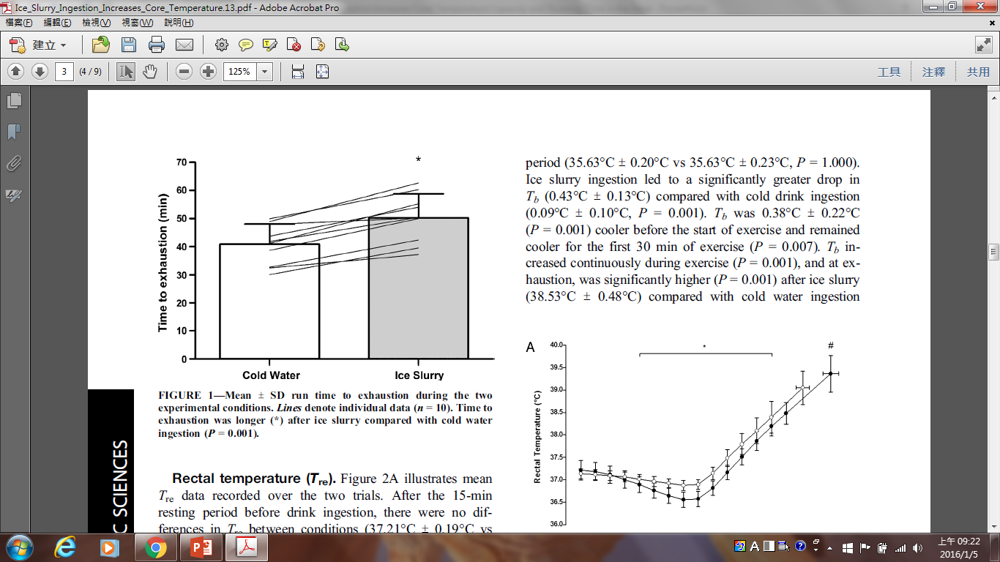 Ice_Slurry_Ingestion_Increases_Core_Temperature.13.pdf - Adobe Acrobat Pro
檔案(F) 編輯(E) 檢視(V) 視窗(W) 說明(H)
建立
3 (4 / 9) 125% 工具 注釋 共用
70
60
50
40
30
20
10
0
Time to exhaustion (min)
*
Cold Water Ice Slurry
FIGURE 1—Mean ± SD run time to exhaustion during the two
experimental conditions. Lines denote individual data (n = 10). Time to
exhaustion was longer (*) after ice slurry compared with cold water
ingestion (P = 0.001).
C SCIENCES
Rectal temperature (Tre). Figure 2A illustrates mean
Tre data recorded over the two trials. After the 15-min
resting period before drink ingestion, there were no dif-
ferences in Tre between conditions (37.21°C ± 0.19°C vs
period (35.63°C ± 0.20°C vs 35.63°C ± 0.23°C, P = 1.000).
Ice slurry ingestion led to a significantly greater drop in
Tb (0.43°C ± 0.13°C) compared with cold drink ingestion
(0.09°C ± 0.10°C, P = 0.001). Tb was 0.38°C ± 0.22°C
(P = 0.001) cooler before the start of exercise and remained
cooler for the first 30 min of exercise (P = 0.007). Tb in-
creased continuously during exercise (P = 0.001), and at ex-
haustion, was significantly higher (P = 0.001) after ice slurry
(38.53°C ± 0.48°C) compared with cold water ingestion
A
40.0
39.5
39.0
38.5
38.0
37.5
37.0
36.5
36.0
Rectal Temperature (°C)
*
#
A
上午 09:22
2016/1/5